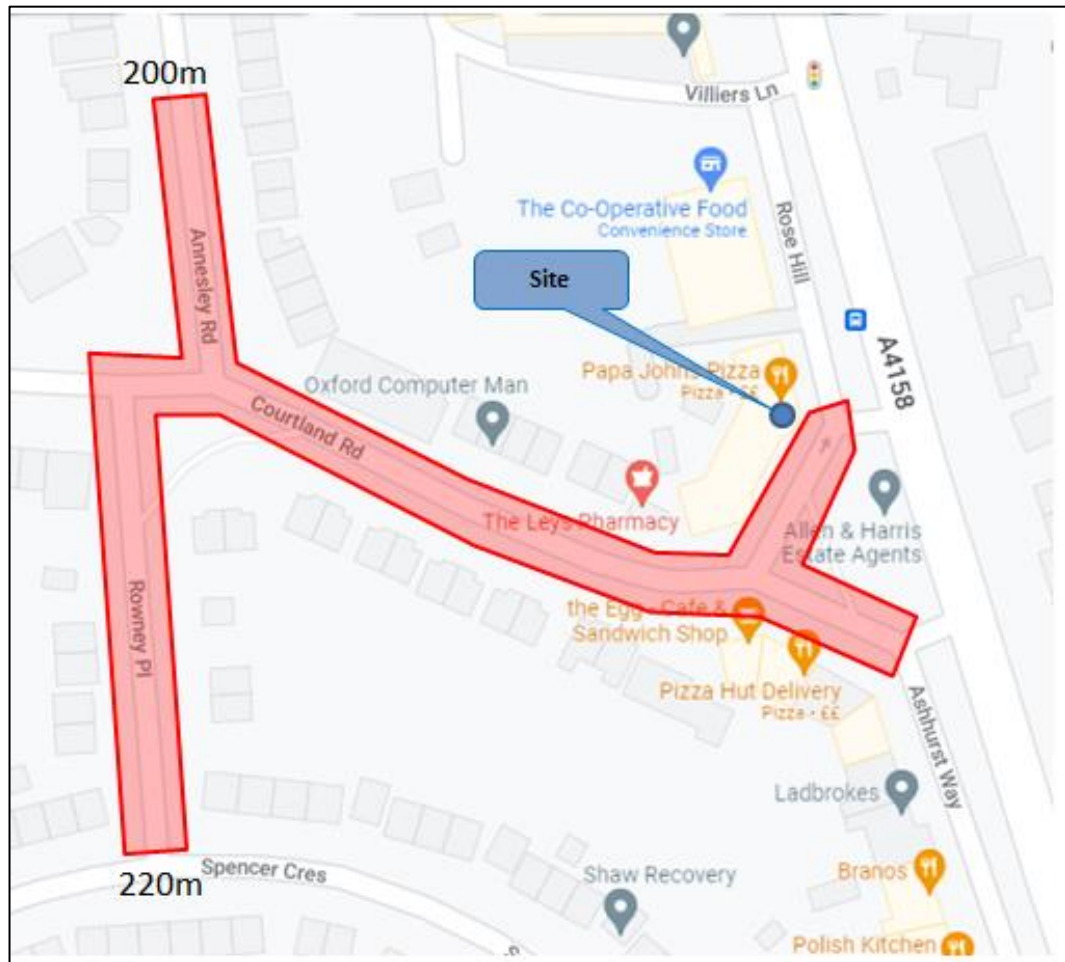 200m
Villiers Ln
The Co-Operative Food
Convenience Store
Rose Hill
Annesley Rd
Site
A4158
Papa Johns Pizza
Pizza • ££
Oxford Computer Man
Courtland Rd
The Leys Pharmacy
Allen & Harris
Estate Agents
Rowney Pl
the Egg - Cafe &
Sandwich Shop
Pizza Hut Delivery
Pizza • ££
Ashhurst Way
Ladbrokes
220m
Spencer Cres
Shaw Recovery
Branos
Polish Kitchen